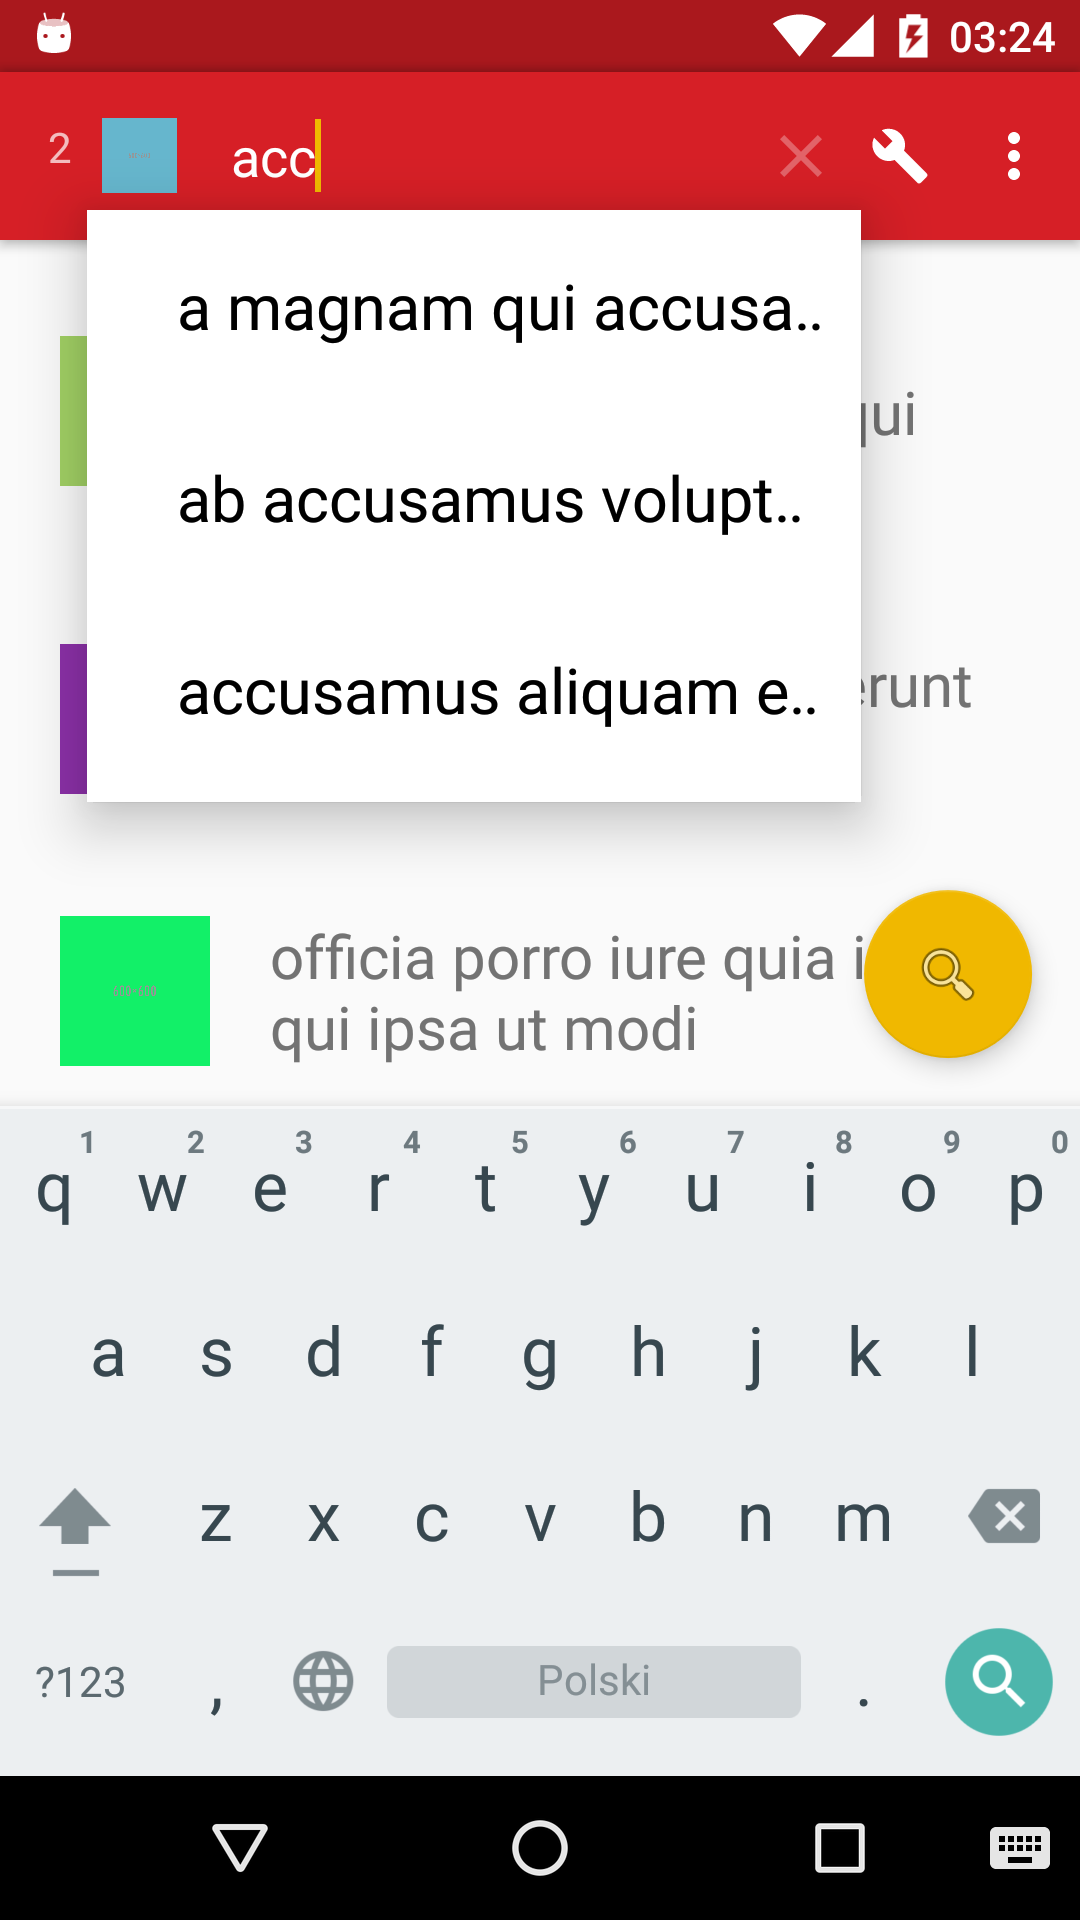 03:24
2
acc
a magnam qui accusa..
ab accusamus volupt..
accusamus aliquam e..
qui
erunt
officia porro iure quia i
qui ipsa ut modi
1 2 3 4 5 6 7 8 9 0
q w e r t y u i o p
a s d f g h j k l
z x c v b n m
?123 , Polski .